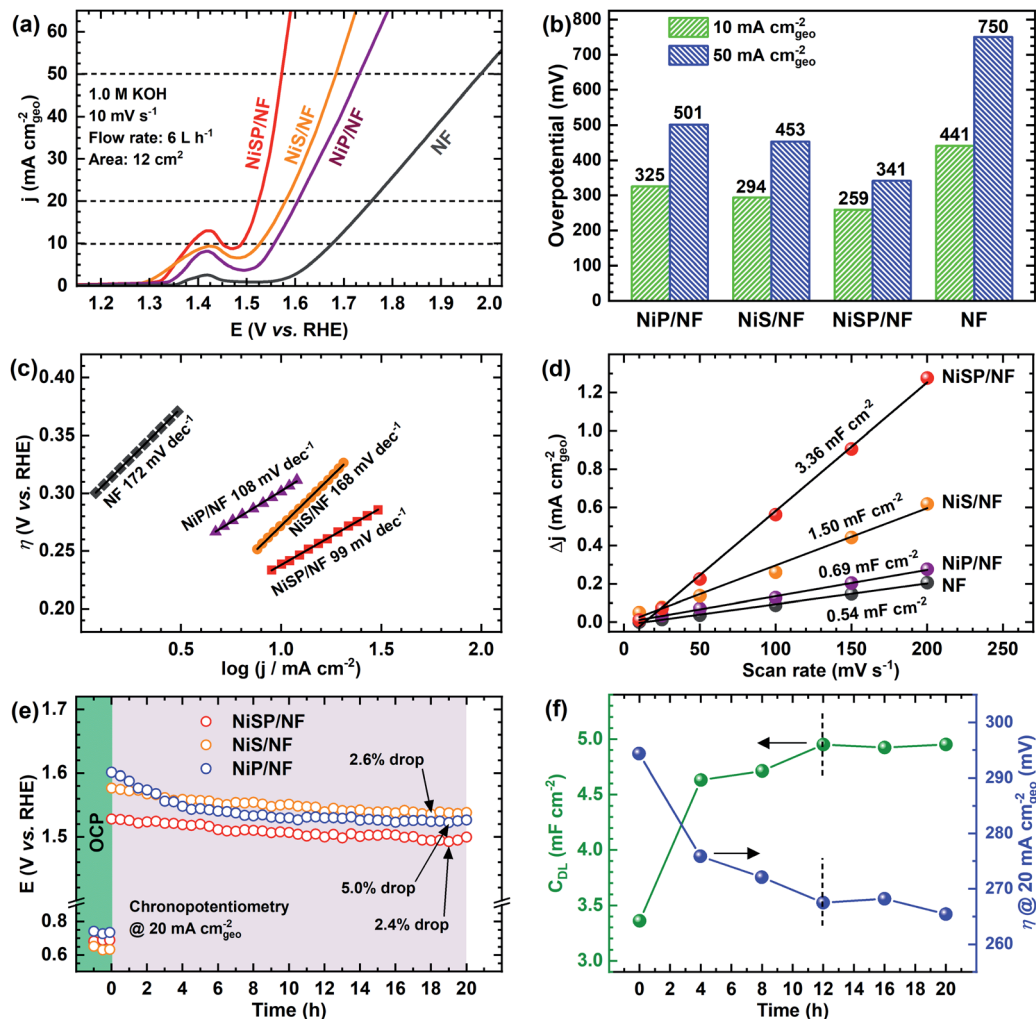 (a)
60
50
40
30
20
10
0
j (mA cm⁻²geo)
1.0 M KOH
10 mV s⁻¹
Flow rate: 6 L h⁻¹
Area: 12 cm²
NiSP/NF
NiS/NF
NiP/NF
NF
1.2 1.3 1.4 1.5 1.6 1.7 1.8 1.9 2.0
E (V vs. RHE)
(b)
10 mA cm⁻²geo
50 mA cm⁻²geo
800
700
600
500
400
300
200
100
0
Overpotential (mV)
325 501 294 453 259 341 441 750
NiP/NF NiS/NF NiSP/NF NF
(c)
0.40
0.35
0.30
0.25
0.20
η (V vs. RHE)
NF 172 mV dec⁻¹
NiP/NF 108 mV dec⁻¹
NiS/NF 168 mV dec⁻¹
NiSP/NF 99 mV dec⁻¹
0.5 1.0 1.5 2.0
log (j / mA cm⁻²)
(d)
1.2
1.0
0.8
0.6
0.4
0.2
0.0
Δj (mA cm⁻²geo)
NiSP/NF
3.36 mF cm⁻²
NiS/NF
1.50 mF cm⁻²
NiP/NF
0.69 mF cm⁻²
NF
0.54 mF cm⁻²
0 50 100 150 200 250
Scan rate (mV s⁻¹)
(e)
1.7
1.6
1.5
0.8
0.6
E (V vs. RHE)
OCP
NiSP/NF
NiS/NF
NiP/NF
2.6% drop
5.0% drop
2.4% drop
Chronopotentiometry
@ 20 mA cm⁻²geo
0 2 4 6 8 10 12 14 16 18 20
Time (h)
(f)
5.0
4.5
4.0
3.5
3.0
C_DL (mF cm⁻²)
300
290
280
270
260
η @ 20 mA cm⁻²geo (mV)
0 4 8 12 16 20
Time (h)